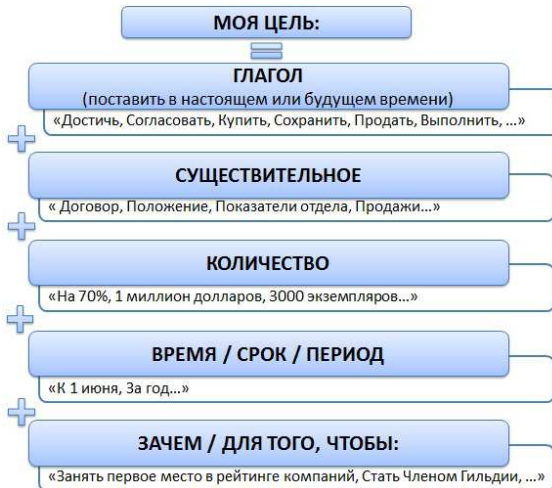 МОЯ ЦЕЛЬ:
ГЛАГОЛ
(поставить в настоящем или будущем времени)
«Достичь, Согласовать, Купить, Сохранить, Продать, Выполнить, ...»
СУЩЕСТВИТЕЛЬНОЕ
« Договор, Положение, Показатели отдела, Продажи...»
КОЛИЧЕСТВО
«На 70%, 1 миллион долларов, 3000 экземпляров...»
ВРЕМЯ / СРОК / ПЕРИОД
«К 1 июня, За год...»
ЗАЧЕМ / ДЛЯ ТОГО, ЧТОБЫ:
«Занять первое место в рейтинге компаний, Стать Членом Гильдии, ...»